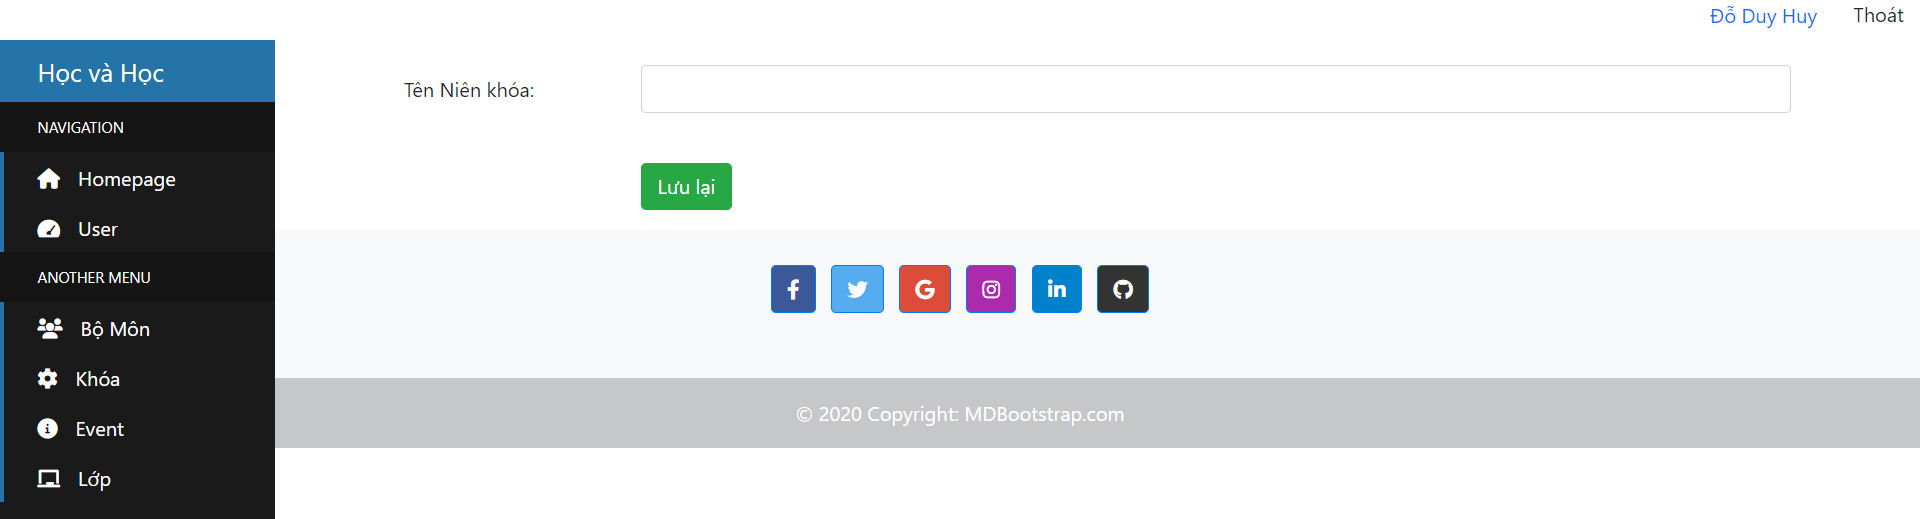 Đỗ Duy Huy Thoát
Học và Học
Tên Niên khóa:
NAVIGATION
Homepage
Lưu lại
User
ANOTHER MENU
Bộ Môn
Khóa
Event
Lớp
© 2020 Copyright: MDBootstrap.com